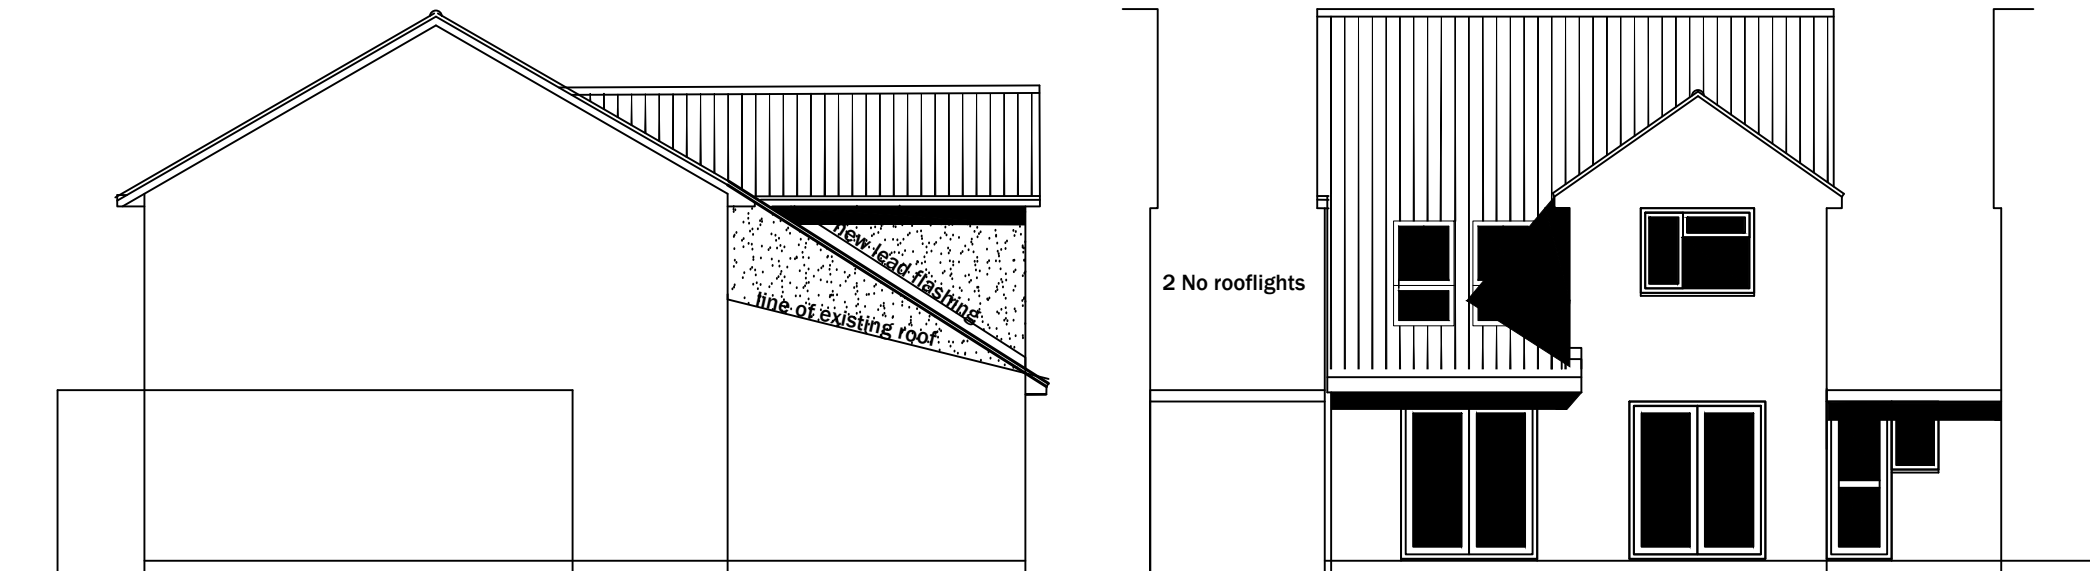 new lead flashing
line of existing roof
2 No rooflights